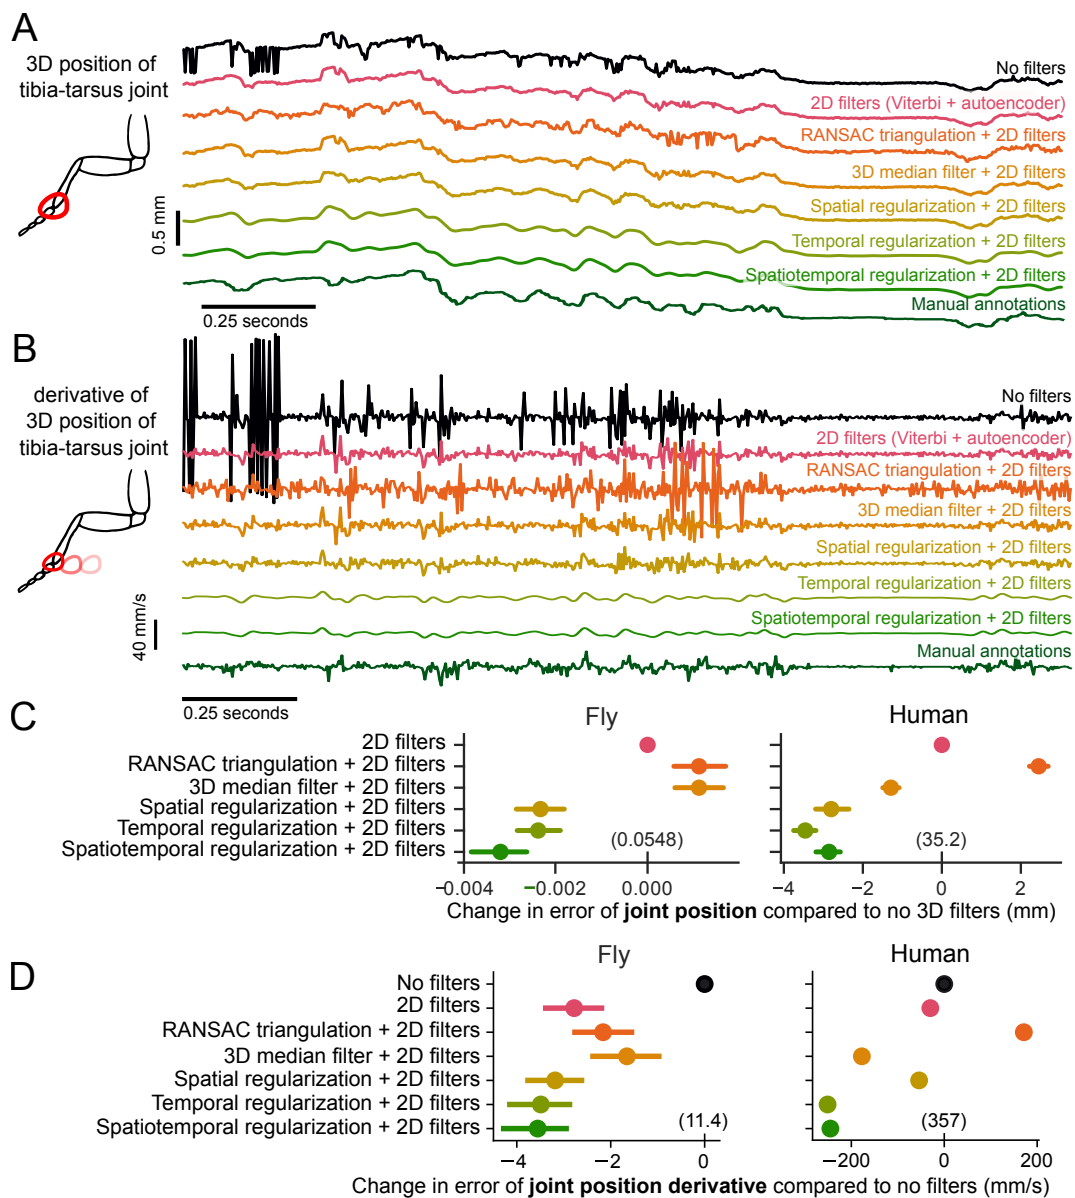 A
3D position of
tibia-tarsus joint
No filters
2D filters (Viterbi + autoencoder)
RANSAC triangulation + 2D filters
3D median filter + 2D filters
Spatial regularization + 2D filters
Temporal regularization + 2D filters
Spatiotemporal regularization + 2D filters
Manual annotations
0.5 mm
0.25 seconds
B
derivative of
3D position of
tibia-tarsus joint
No filters
2D filters (Viterbi + autoencoder)
RANSAC triangulation + 2D filters
3D median filter + 2D filters
Spatial regularization + 2D filters
Temporal regularization + 2D filters
Spatiotemporal regularization + 2D filters
Manual annotations
40 mm/s
0.25 seconds
C
Fly
Human
2D filters
RANSAC triangulation + 2D filters
3D median filter + 2D filters
Spatial regularization + 2D filters
Temporal regularization + 2D filters
Spatiotemporal regularization + 2D filters
(0.0548)
(35.2)
−0.004 −0.002 0.000
−4 −2 0 2
Change in error of joint position compared to no 3D filters (mm)
D
Fly
Human
No filters
2D filters
RANSAC triangulation + 2D filters
3D median filter + 2D filters
Spatial regularization + 2D filters
Temporal regularization + 2D filters
Spatiotemporal regularization + 2D filters
(11.4)
(357)
−4 −2 0
−200 0 200
Change in error of joint position derivative compared to no filters (mm/s)